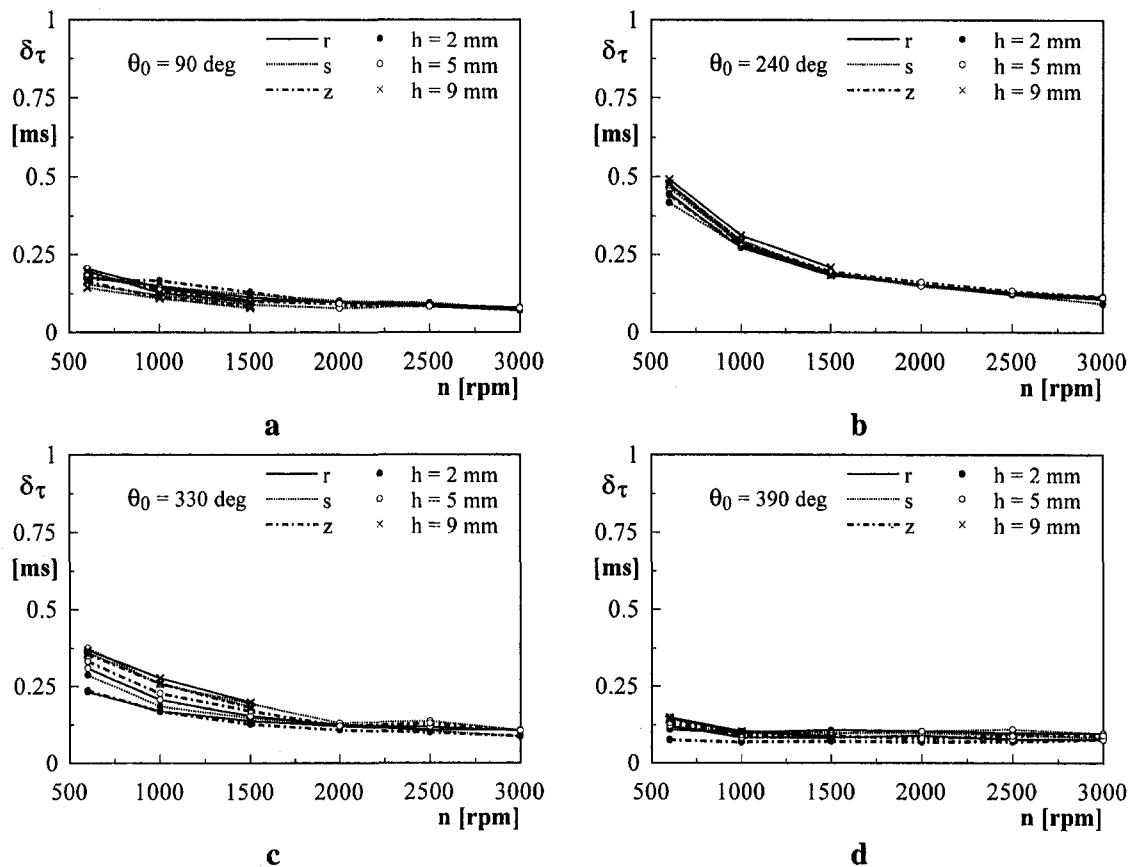 1
δτ
0.75
[ms]
0.5
0.25
0
θ0 = 90 deg
r
s
z
h = 2 mm
h = 5 mm
h = 9 mm
500 1000 1500 2000 2500 3000
n [rpm]
a
1
δτ
0.75
[ms]
0.5
0.25
0
θ0 = 240 deg
r
s
z
h = 2 mm
h = 5 mm
h = 9 mm
500 1000 1500 2000 2500 3000
n [rpm]
b
1
δτ
0.75
[ms]
0.5
0.25
0
θ0 = 330 deg
r
s
z
h = 2 mm
h = 5 mm
h = 9 mm
500 1000 1500 2000 2500 3000
n [rpm]
c
1
δτ
0.75
[ms]
0.5
0.25
0
θ0 = 390 deg
r
s
z
h = 2 mm
h = 5 mm
h = 9 mm
500 1000 1500 2000 2500 3000
n [rpm]
d